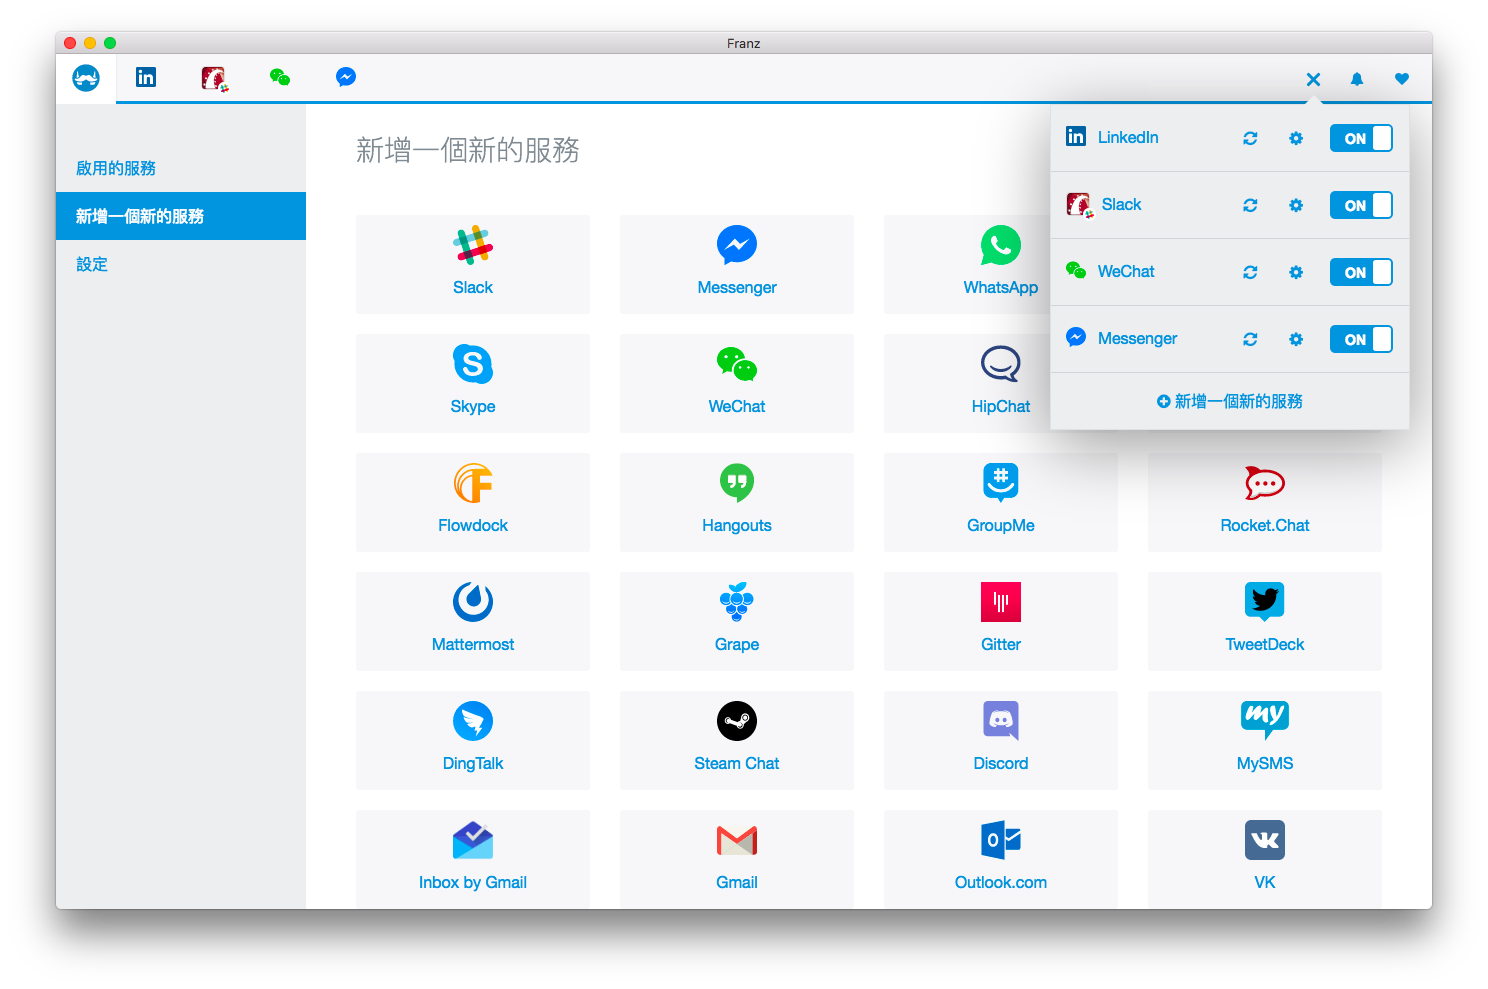 Franz
啟用的服務
新增一個新的服務
設定
新增一個新的服務
Slack
Messenger
WhatsApp
Skype
WeChat
HipChat
Flowdock
Hangouts
GroupMe
Rocket.Chat
Mattermost
Grape
Gitter
TweetDeck
DingTalk
Steam Chat
Discord
MySMS
Inbox by Gmail
Gmail
Outlook.com
VK
LinkedIn
ON
Slack
ON
WeChat
ON
Messenger
ON
新增一個新的服務